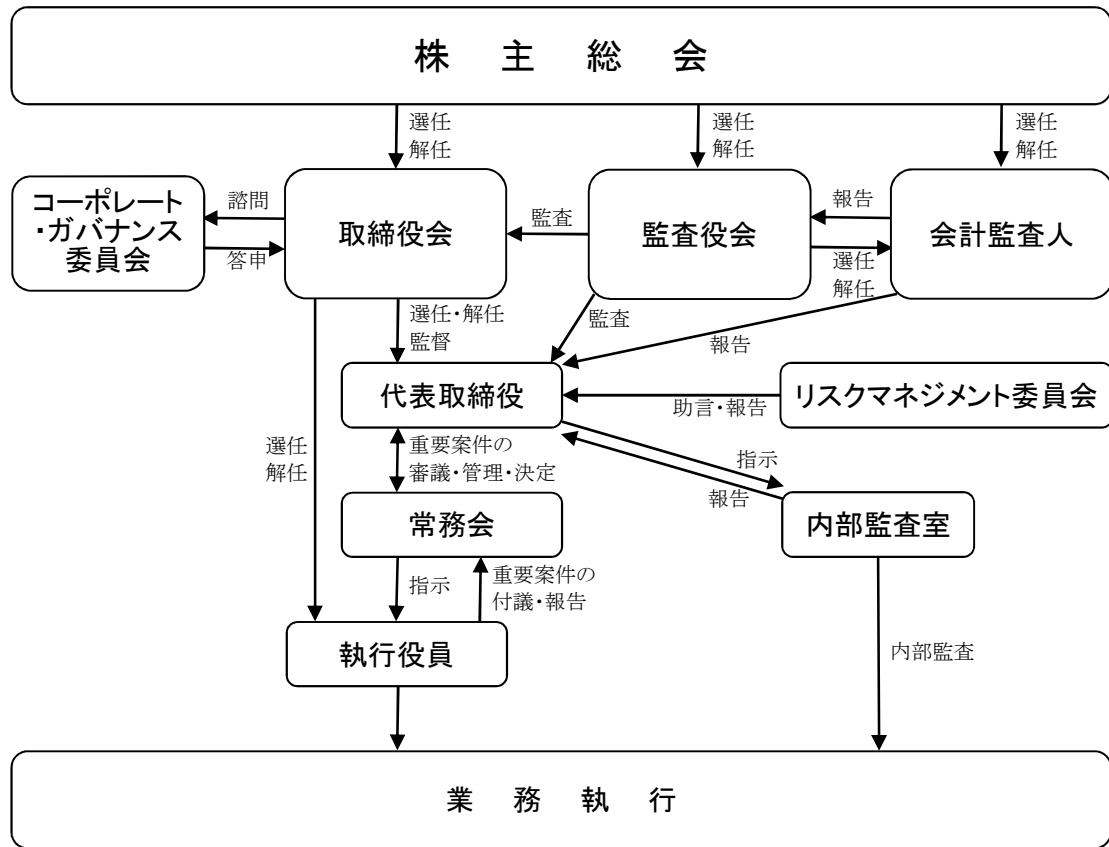 株 主 総 会
選任
解任
選任
解任
選任
解任
コーポレート
・ガバナンス
委員会
諮問
答申
取締役会
監査
監査役会
報告
選任
解任
会計監査人
選任・解任
監督
監査
報告
代表取締役
助言・報告
リスクマネジメント委員会
選任
解任
重要案件の
審議・管理・決定
指示
報告
常務会
内部監査室
指示
重要案件の
付議・報告
執行役員
内部監査
業 務 執 行